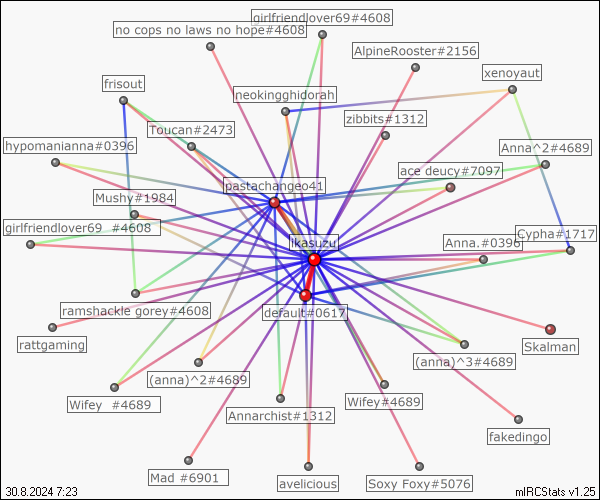 girlfriendlover69#4608
no cops no laws no hope#4608
AlpineRooster#2156
xenoyaut
frisout
neokingghidorah
zibbits#1312
Toucan#2473
hypomanianna#0396
Anna^2#4689
ace deucy#7097
pastachangeo41
Mushy#1984
girlfriendlover69_#4608
Cypha#1717
Anna.#0396
ikasuzu
ramshackle gorey#4608
default#0617
rattgaming
Skalman
(anna)^3#4689
(anna)^2#4689
Wifey_#4689
Wifey#4689
Annarchist#1312
fakedingo
Mad_#6901
avelicious
Soxy Foxy#5076
30.8.2024 7:23
mIRCStats v1.25